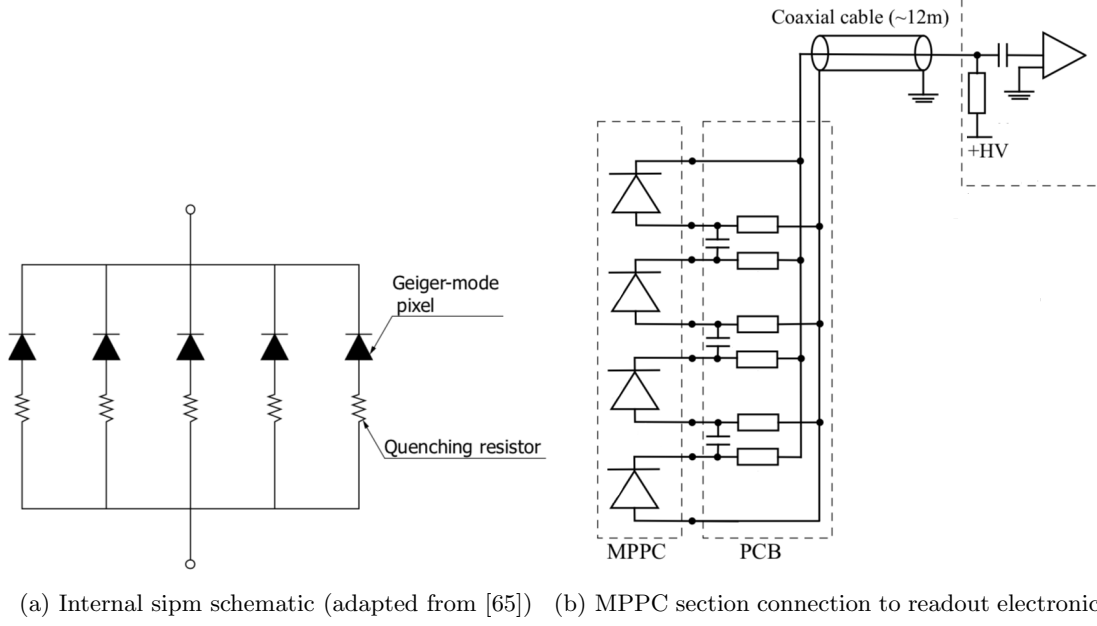 Coaxial cable (~12m)
+HV
Geiger-mode
pixel
Quenching resistor
MPPC
PCB
(a) Internal sipm schematic (adapted from [65])
(b) MPPC section connection to readout electronic